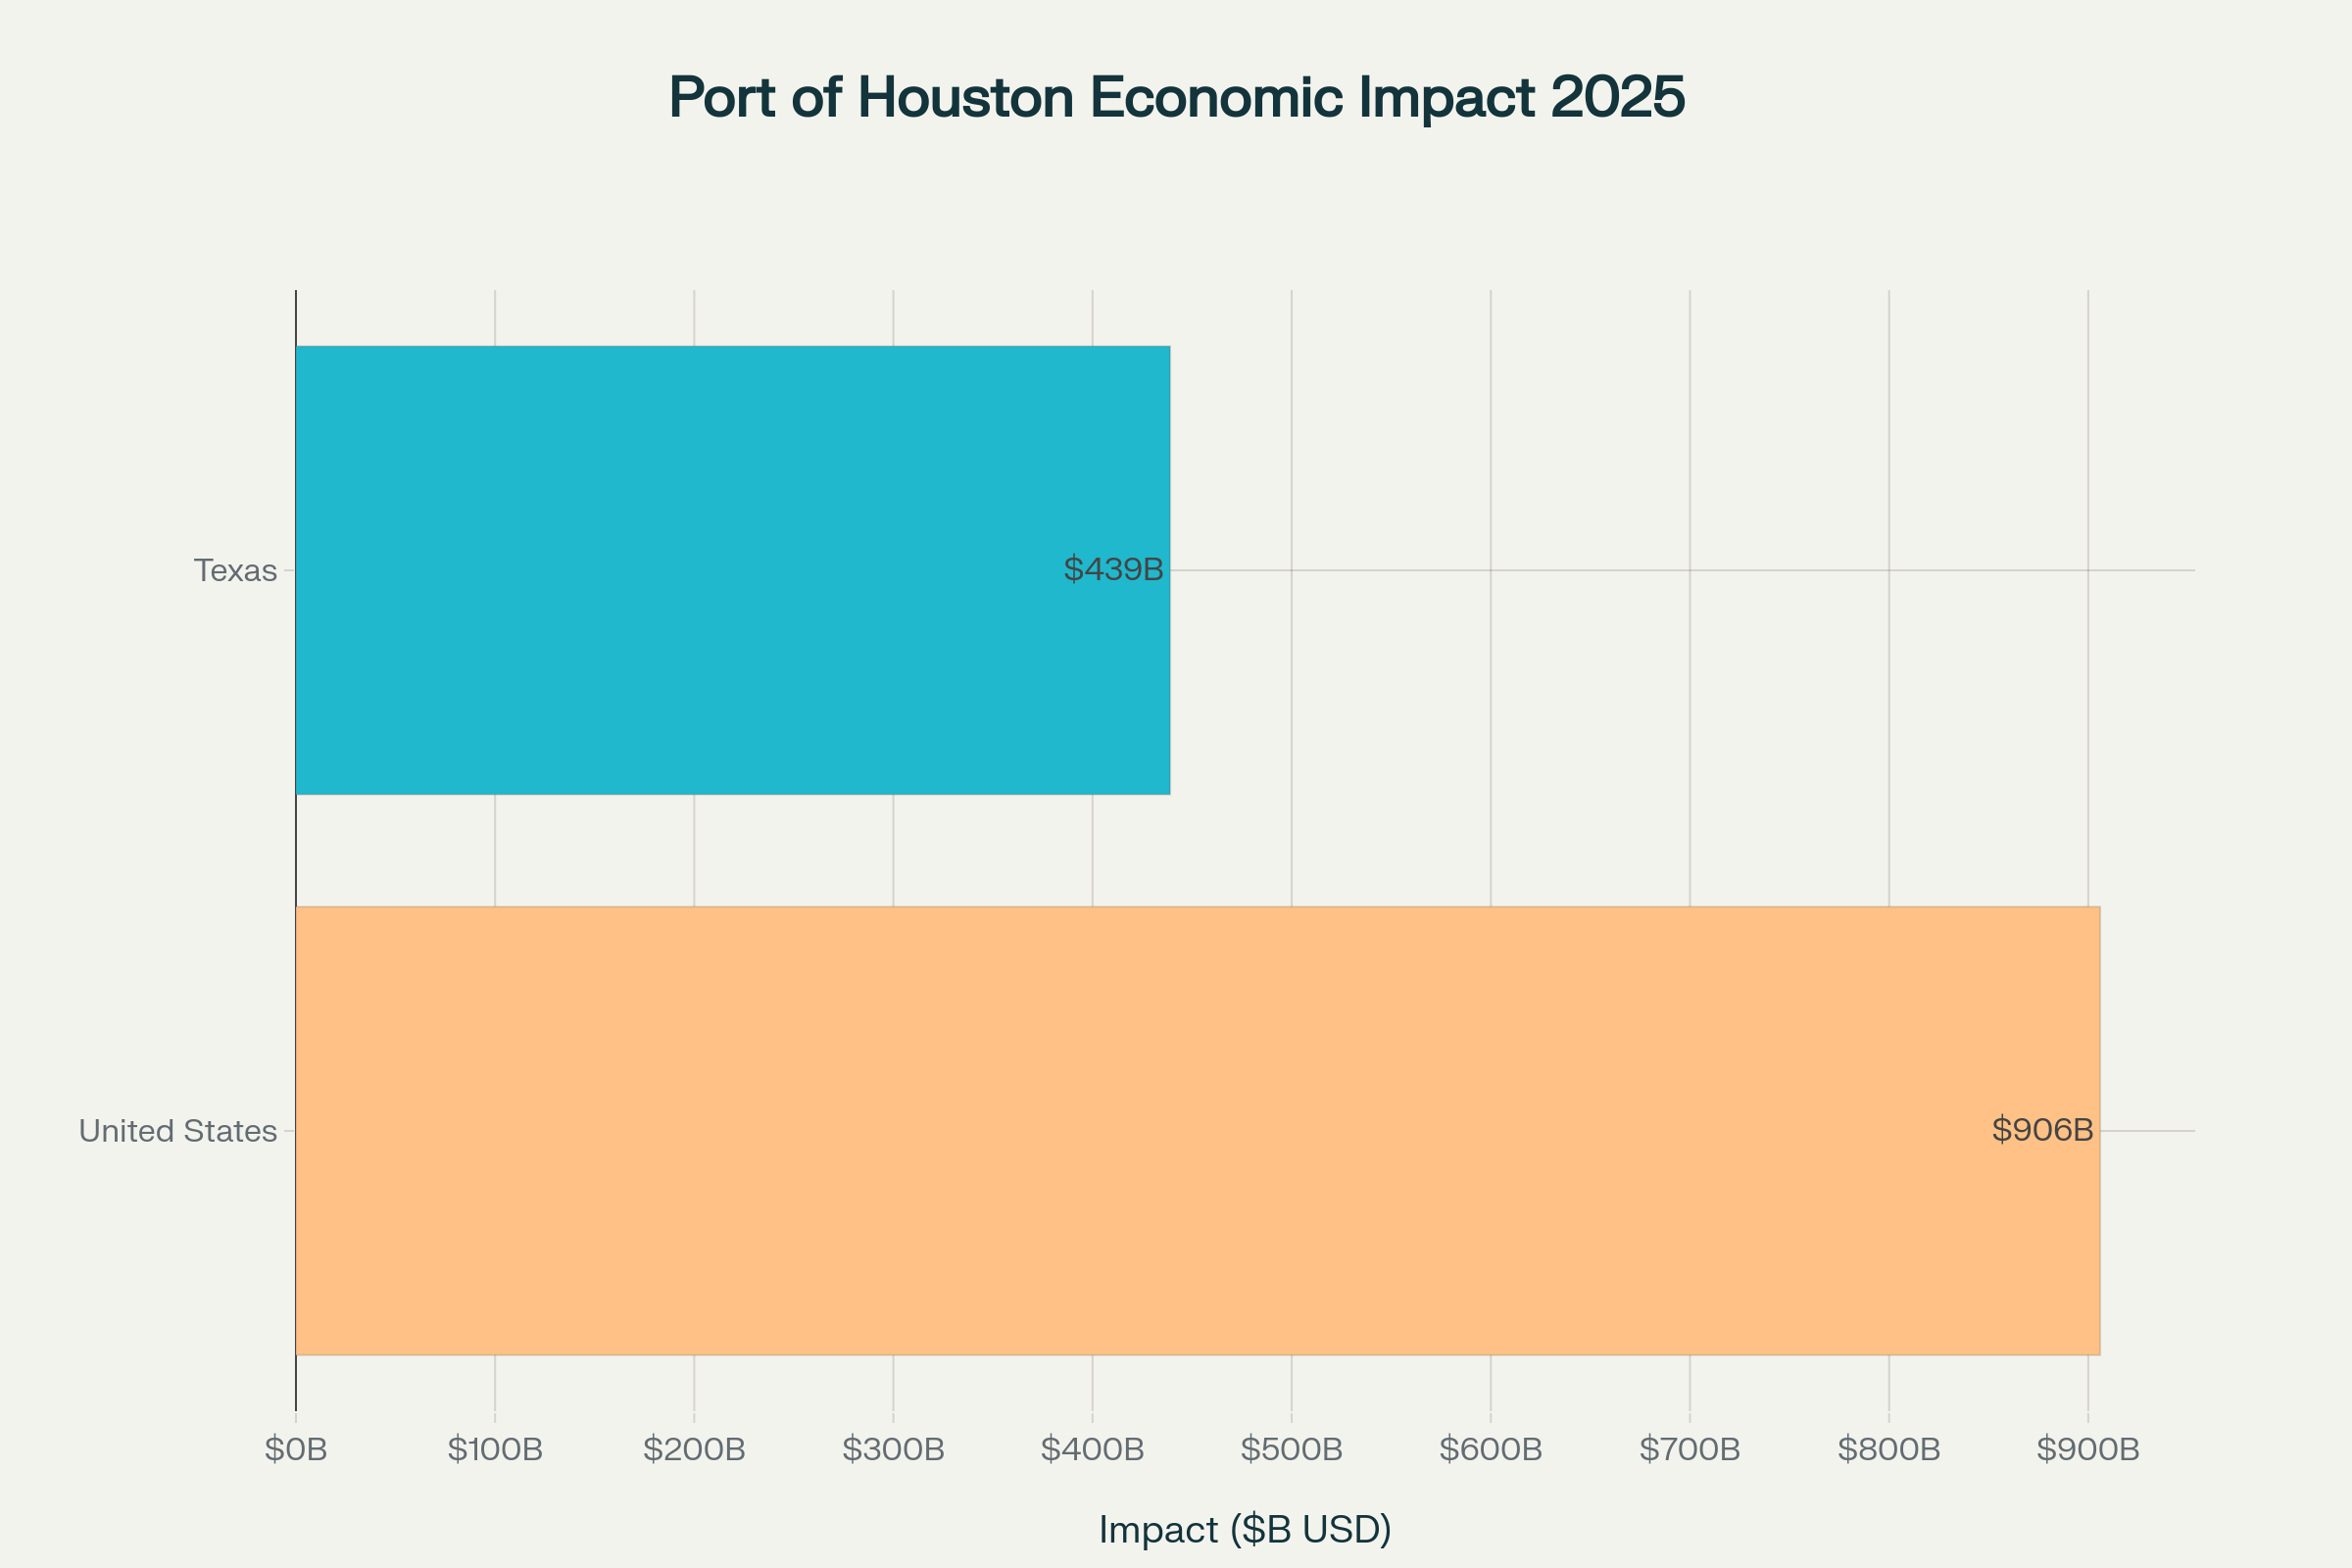 Port of Houston Economic Impact 2025
Texas
$439B
United States
$906B
$0B $100B $200B $300B $400B $500B $600B $700B $800B $900B
Impact ($B USD)